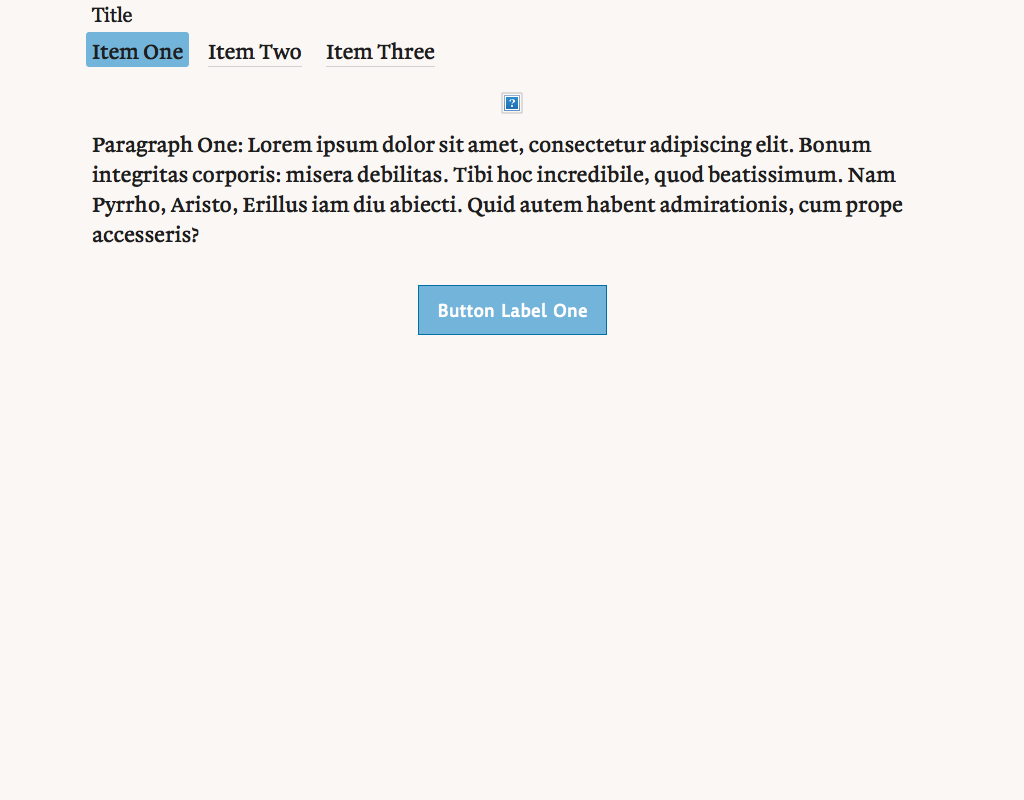 Title
Item One Item Two Item Three
Paragraph One: Lorem ipsum dolor sit amet, consectetur adipiscing elit. Bonum
integritas corporis: misera debilitas. Tibi hoc incredibile, quod beatissimum. Nam
Pyrrho, Aristo, Erillus iam diu abiecti. Quid autem habent admirationis, cum prope
accesseris?
Button Label One